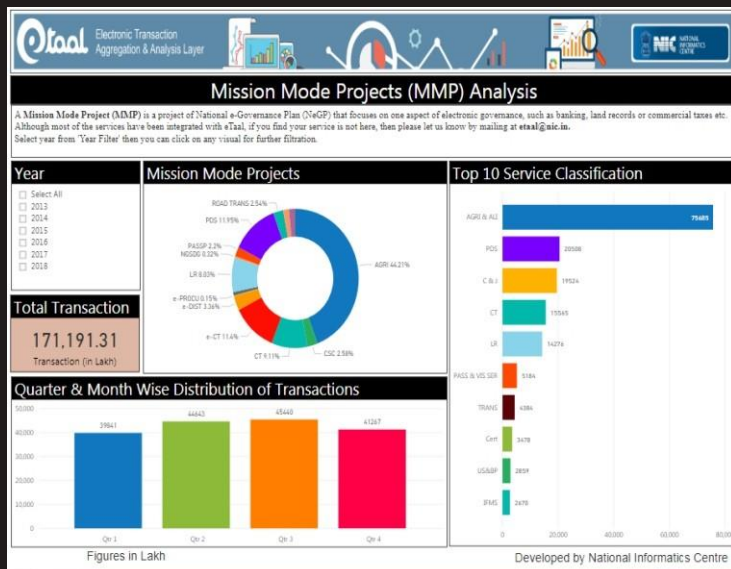 eTaal
Electronic Transaction
Aggregation & Analysis Layer
NIC
NATIONAL
INFORMATICS
CENTRE
Mission Mode Projects (MMP) Analysis
A Mission Mode Project (MMP) is a project of National e-Governance Plan (NeGP) that focuses on one aspect of electronic governance, such as banking, land records or commercial taxes etc.
Although most of the services have been integrated with eTaal, if you find your service is not here, then please let us know by mailing at etaal@nic.in.
Select year from 'Year Filter' then you can click on any visual for further filtration.
Year
Select All
2013
2014
2015
2016
2017
2018
Total Transaction
171,191.31
Transaction (in Lakh)
Mission Mode Projects
ROAD TRANS 2.54%
PDS 11.95%
PASSP 2.2%
NGSDG 0.32%
LR 8.03%
e-PROCU 0.15%
e-DIST 3.36%
e-CT 11.4%
CT 9.11%
CSC 2.58%
AGRI 44.21%
Top 10 Service Classification
AGRI & ALl 75685
PDS 20508
C & I 19524
CT 15565
LR 14276
PASS & VIS SER 5184
TRANS 4384
Cert 3478
US&BP 2859
IFMS 2670
0 20,000 40,000 60,000 80,000
Quarter & Month Wise Distribution of Transactions
50,000
40,000
30,000
20,000
10,000
0
39841
44643
45440
41267
Qtr 1 Qtr 2 Qtr 3 Qtr 4
Figures in Lakh
Developed by National Informatics Centre